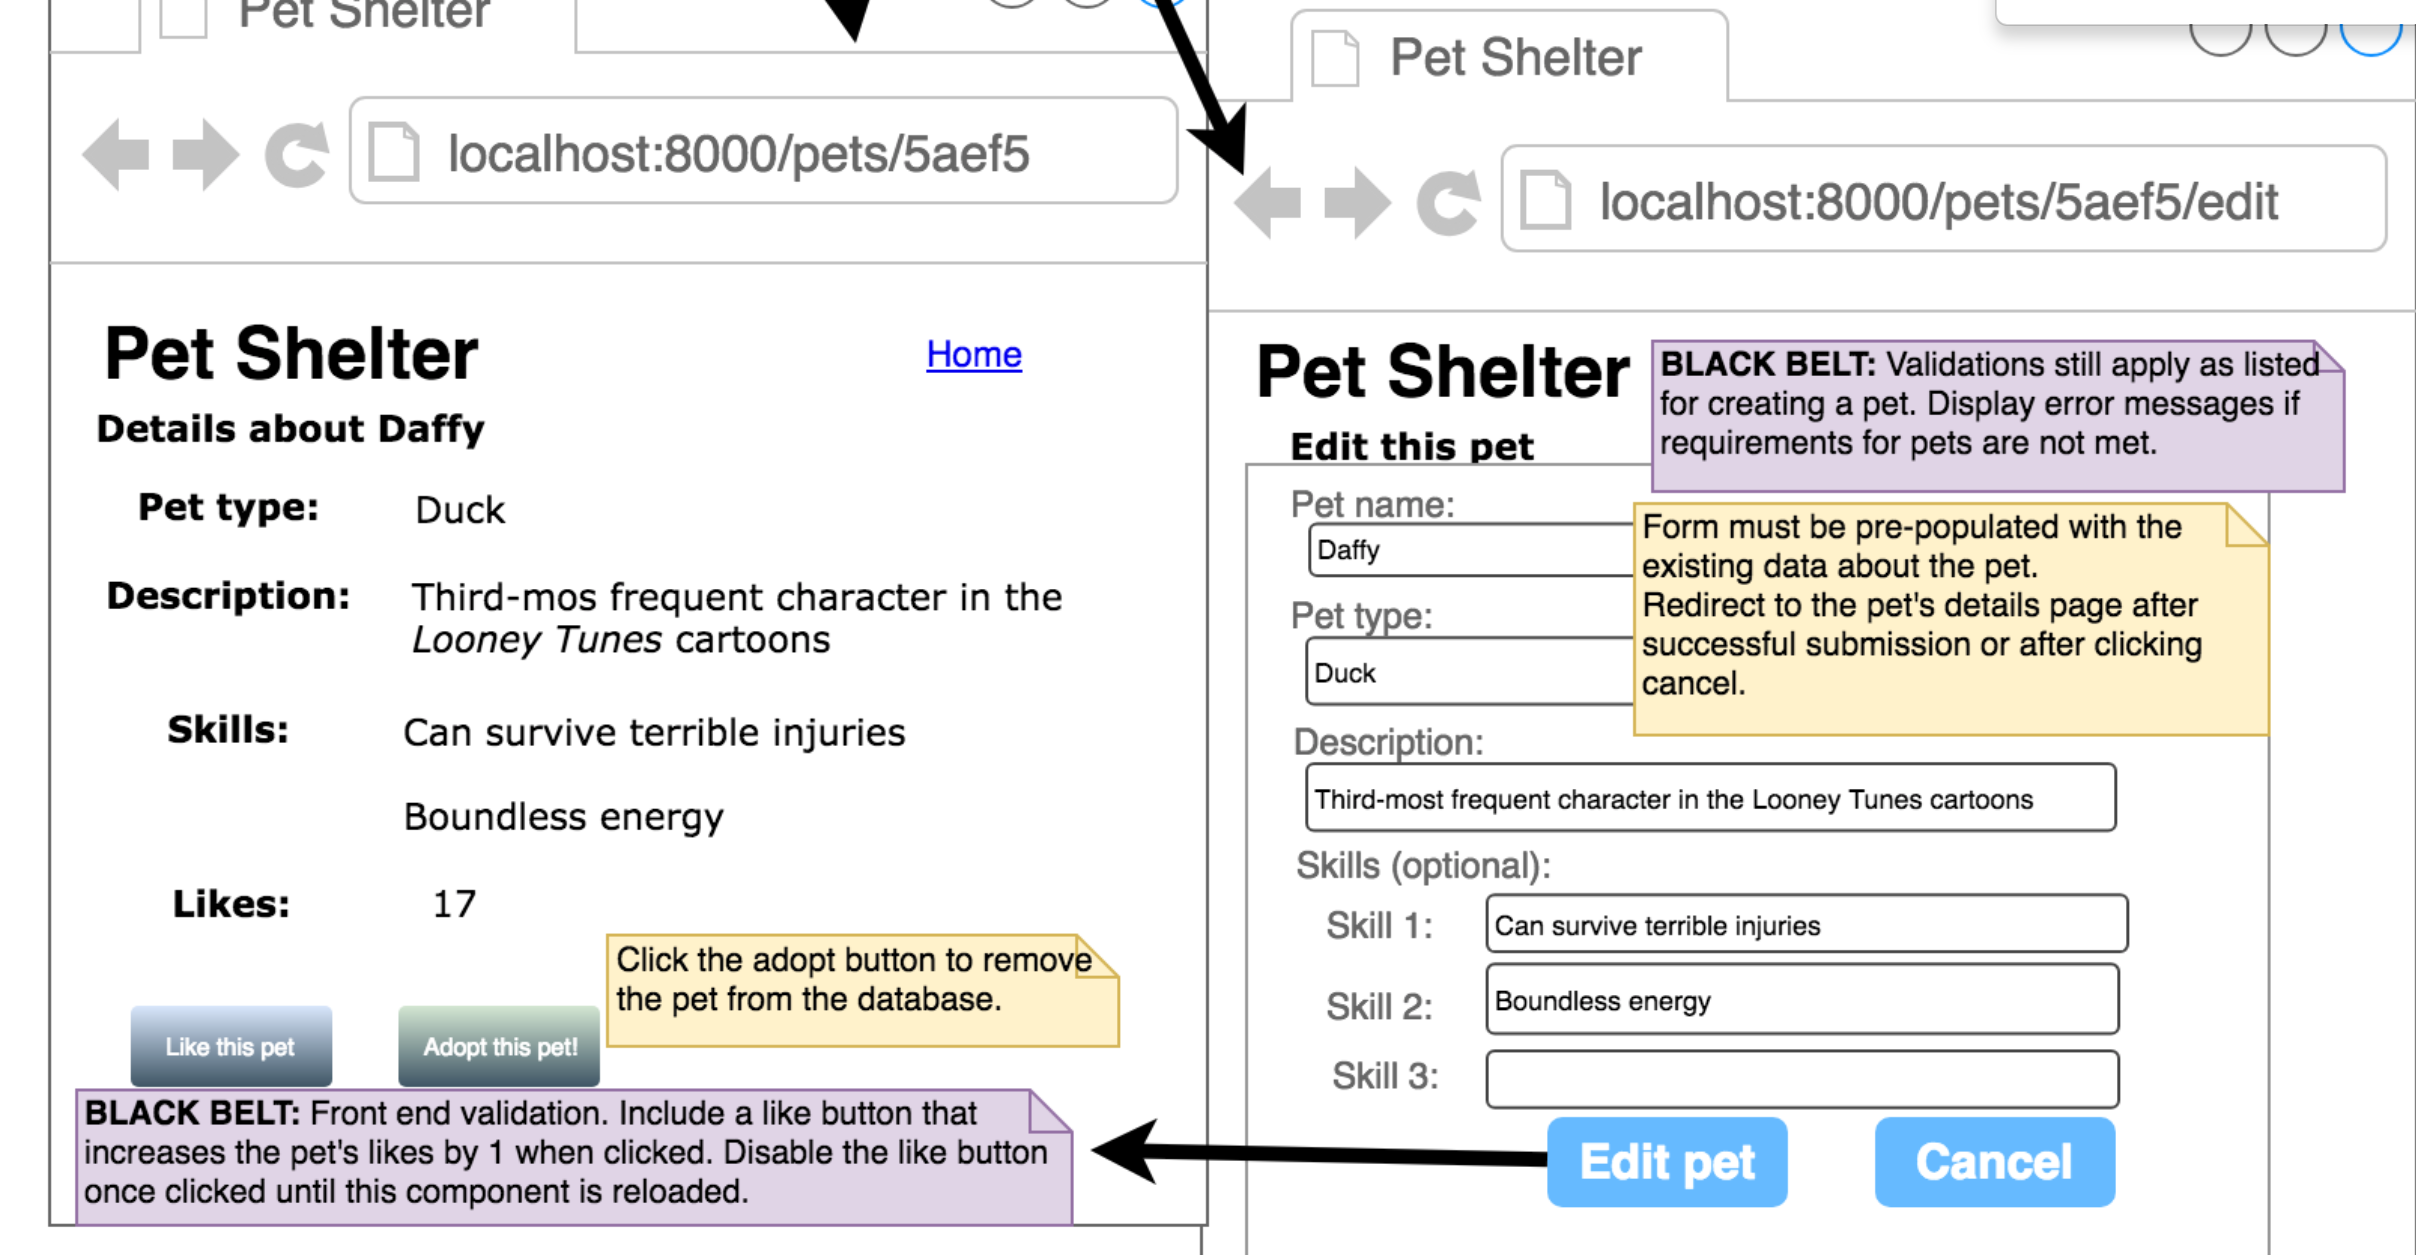 Pet Shelter
localhost:8000/pets/5aef5
Pet Shelter
Home
Details about Daffy
Pet type:
Duck
Description:
Third-mos frequent character in the
Looney Tunes cartoons
Skills:
Can survive terrible injuries
Boundless energy
Likes:
17
Click the adopt button to remove
the pet from the database.
Like this pet
Adopt this pet!
BLACK BELT: Front end validation. Include a like button that
increases the pet's likes by 1 when clicked. Disable the like button
once clicked until this component is reloaded.
Pet Shelter
localhost:8000/pets/5aef5/edit
Pet Shelter
BLACK BELT: Validations still apply as listed
for creating a pet. Display error messages if
requirements for pets are not met.
Edit this pet
Pet name:
Daffy
Form must be pre-populated with the
existing data about the pet.
Redirect to the pet's details page after
successful submission or after clicking
cancel.
Pet type:
Duck
Description:
Third-most frequent character in the Looney Tunes cartoons
Skills (optional):
Skill 1:
Can survive terrible injuries
Skill 2:
Boundless energy
Skill 3:
Edit pet
Cancel